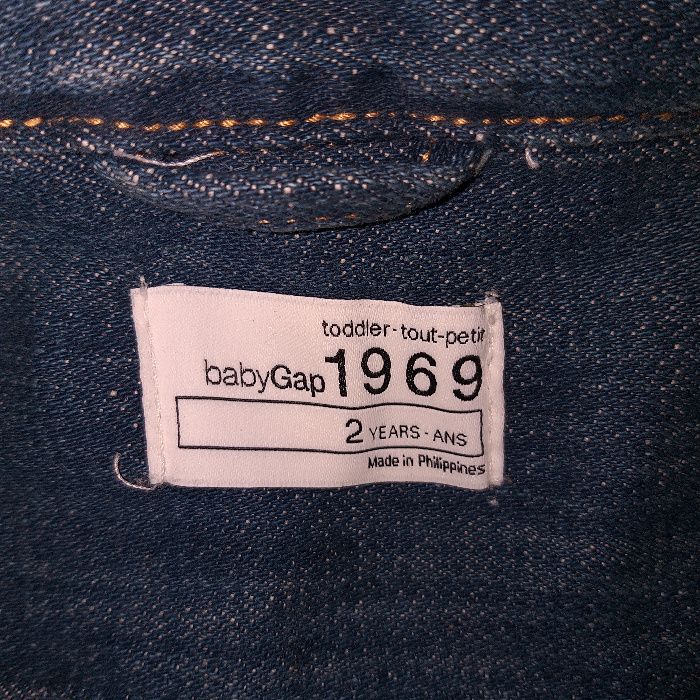 toddler-tout-petit
babyGap 1969
2 YEARS - ANS
Made in Philippines